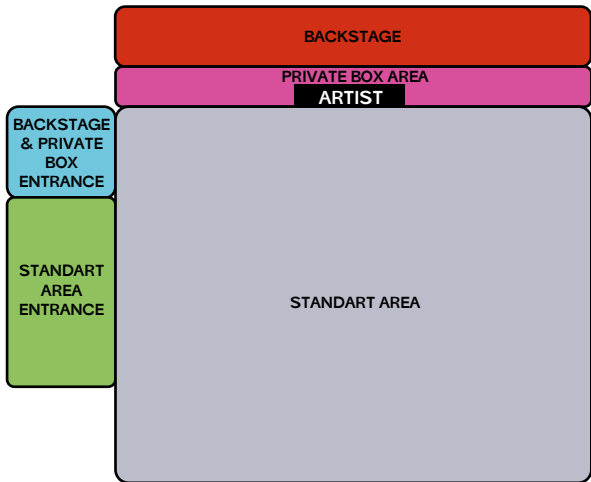 BACKSTAGE
PRIVATE BOX AREA
ARTIST
BACKSTAGE
& PRIVATE
BOX
ENTRANCE
STANDART
AREA
ENTRANCE
STANDART AREA